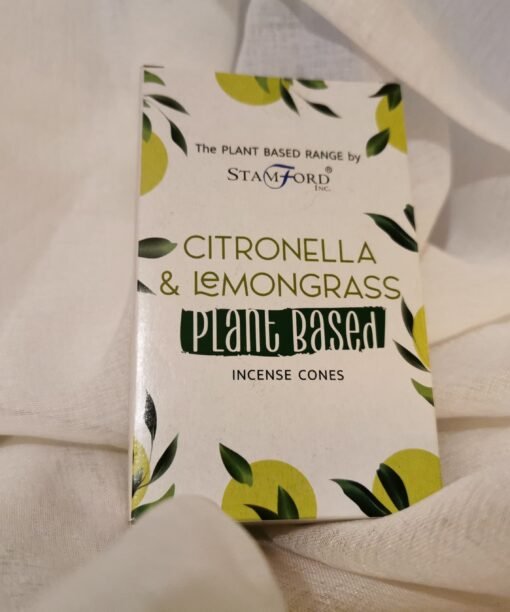 The PLANT BASED RANGE by
STAMFORD®
INC.
CITRONELLA
& LeMONGRASS
PLant BaSed
INCENSE CONES